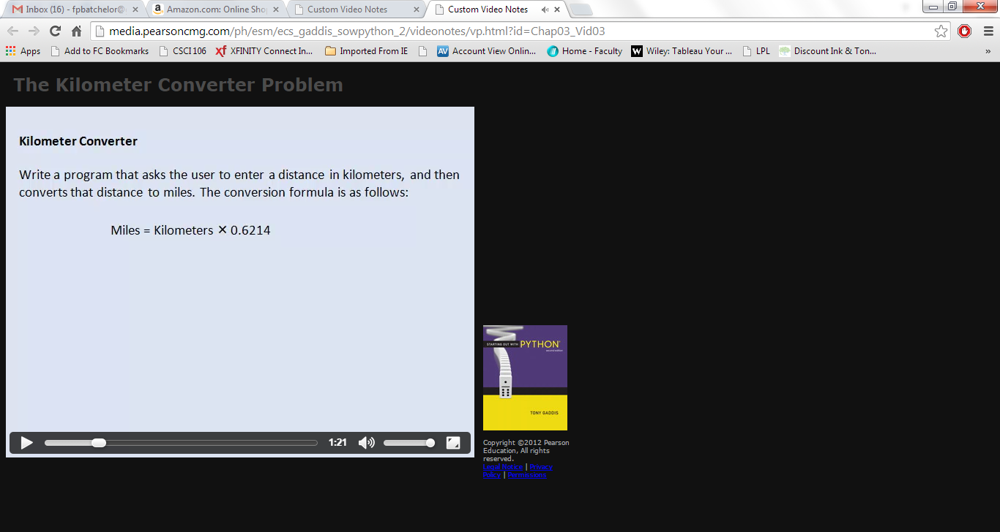 Inbox (16) - fpbatchelor@
Amazon.com: Online Sho
Custom Video Notes
Custom Video Notes
media.pearsoncmg.com/ph/esm/ecs_gaddis_sowpython_2/videonotes/vp.html?id=Chap03_Vid03
Apps
Add to FC Bookmarks
CSCI106
XFINITY Connect In...
Imported From IE
AV
Account View Onlin...
Home - Faculty
W
Wiley: Tableau Your ...
LPL
Discount Ink & Ton...
»
The Kilometer Converter Problem
Kilometer Converter
Write a program that asks the user to enter a distance in kilometers, and then
converts that distance to miles. The conversion formula is as follows:
Miles = Kilometers × 0.6214
STARTING OUT WITH PYTHON
second edition
TONY GADDIS
1:21
Copyright ©2012 Pearson
Education, All rights
reserved.
Legal Notice | Privacy
Policy | Permissions